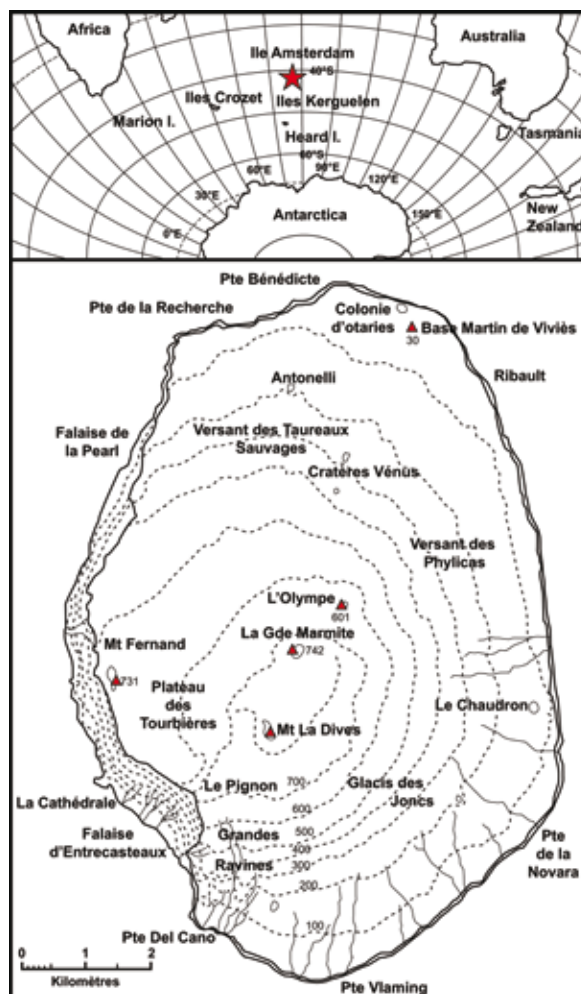 Africa
Australia
Ile Amsterdam
40°S
Iles Crozet
Iles Kerguelen
Marion I.
Heard I.
Tasmania
60°S
60°E
90°E
120°E
30°E
150°E
0°E
Antarctica
New
Zealand
Pte Bénédicte
Pte de la Recherche
Colonie
d'otaries
Base Martin de Viviès
30
Ribault
Antonelli
Falaise de
la Pearl
Versant des Taureaux
Sauvages
Cratères Vénus
Versant des
Phylicas
L'Olympe
601
La Gde Marmite
742
Mt Fernand
731
Plateau
des
Tourbières
Le Chaudron
Mt La Dives
Le Pignon
700
Glacis des
Joncs
La Cathédrale
600
Falaise
d'Entrecasteaux
Grandes
Ravines
500
400
300
200
100
Pte
de la
Novara
Pte Del Cano
0 1 2
Kilomètres
Pte Vlaming